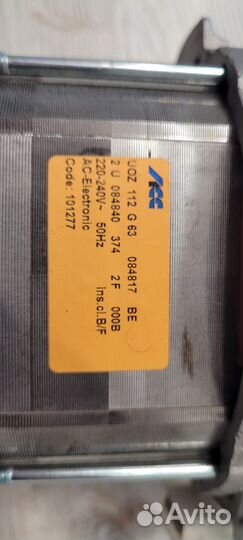 ACC
UOZ 112 G 63 084817 BE
2 U 084840 374 2F 000B
220-240V~ 50Hz ins.cl.B/F
AC-Electronic
Code: 101277
Avito